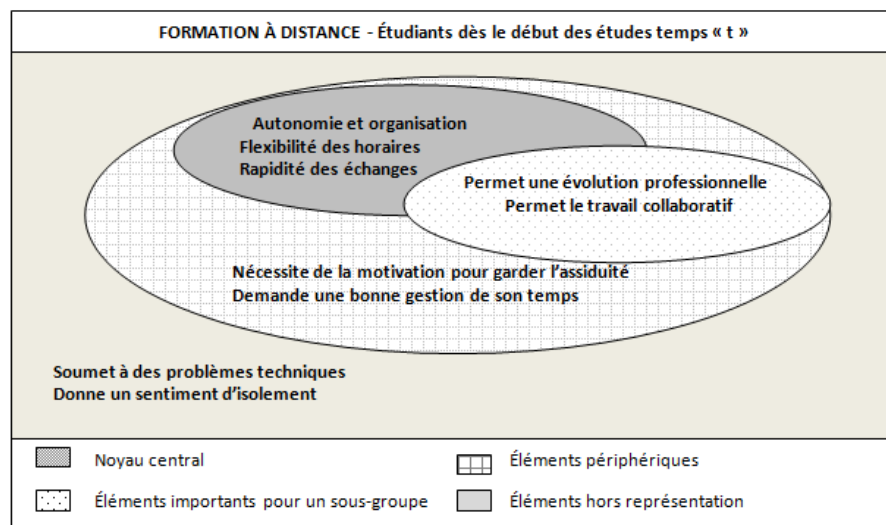 FORMATION À DISTANCE - Étudiants dès le début des études temps « t »
Autonomie et organisation
Flexibilité des horaires
Rapidité des échanges
Permet une évolution professionnelle
Permet le travail collaboratif
Nécessite de la motivation pour garder l'assiduité
Demande une bonne gestion de son temps
Soumet à des problèmes techniques
Donne un sentiment d'isolement
Noyau central
Éléments périphériques
Éléments importants pour un sous-groupe
Éléments hors représentation